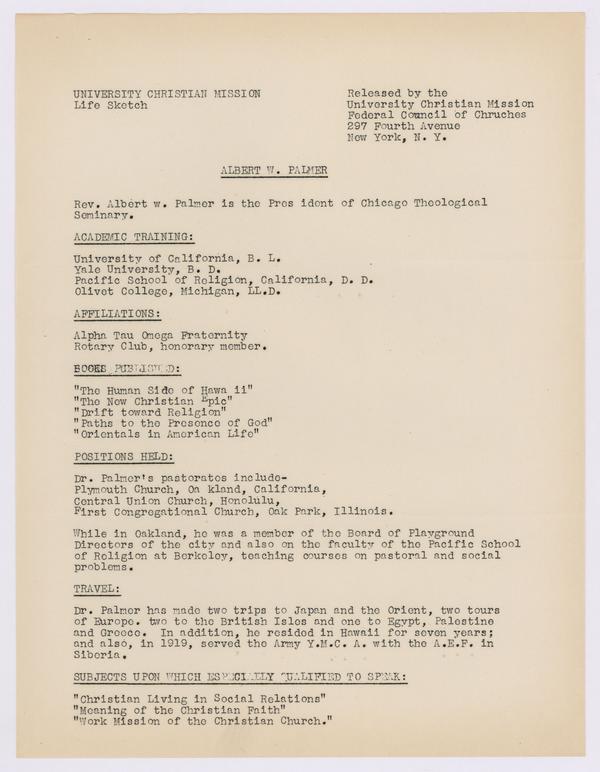 UNIVERSITY CHRISTIAN MISSION
Life Sketch
Released by the
University Christian Mission
Federal Council of Chruches
297 Fourth Avenue
New York, N. Y.
ALBERT W. PALMER
Rev. Albert w. Palmer is the Pres ident of Chicago Theological
Seminary.
ACADEMIC TRAINING:
University of California, B. L.
Yale University, B. D.
Pacific School of Religion, California, D. D.
Olivet College, Michigan, LL.D.
AFFILIATIONS:
Alpha Tau Omega Fraternity
Rotary Club, honorary member.
BOOKS PUBLISHED:
"The Human Side of Hawa ii"
"The New Christian Epic"
"Drift toward Religion"
"Paths to the Presence of God"
"Orientals in American Life"
POSITIONS HELD:
Dr. Palmer's pastorates include-
Plymouth Church, Oa kland, California,
Central Union Church, Honolulu,
First Congregational Church, Oak Park, Illinois.
While in Oakland, he was a member of the Board of Playground
Directors of the city and also on the faculty of the Pacific School
of Religion at Berkeley, teaching courses on pastoral and social
problems.
TRAVEL:
Dr. Palmer has made two trips to Japan and the Orient, two tours
of Europe. two to the British Isles and one to Egypt, Palestine
and Greece. In addition, he resided in Hawaii for seven years;
and also, in 1919, served the Army Y.M.C. A. with the A.E.F. in
Siberia.
SUBJECTS UPON WHICH ESPECIALLY QUALIFIED TO SPEAK:
"Christian Living in Social Relations"
"Meaning of the Christian Faith"
"Work Mission of the Christian Church."